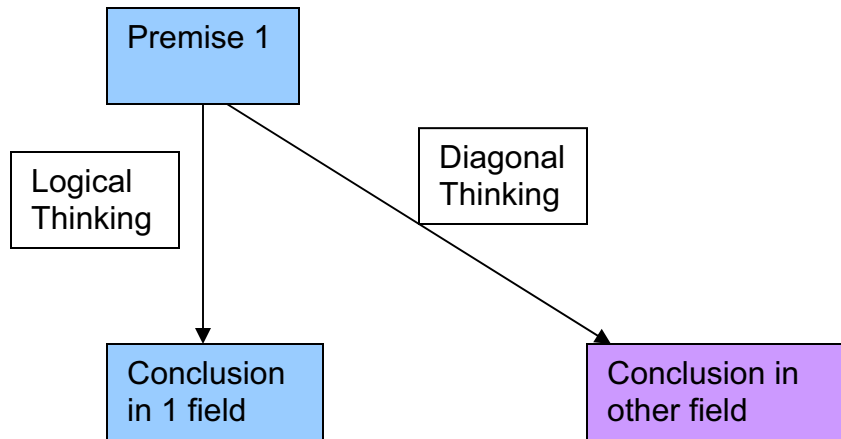 Premise 1
Logical
Thinking
Diagonal
Thinking
Conclusion
in 1 field
Conclusion in
other field